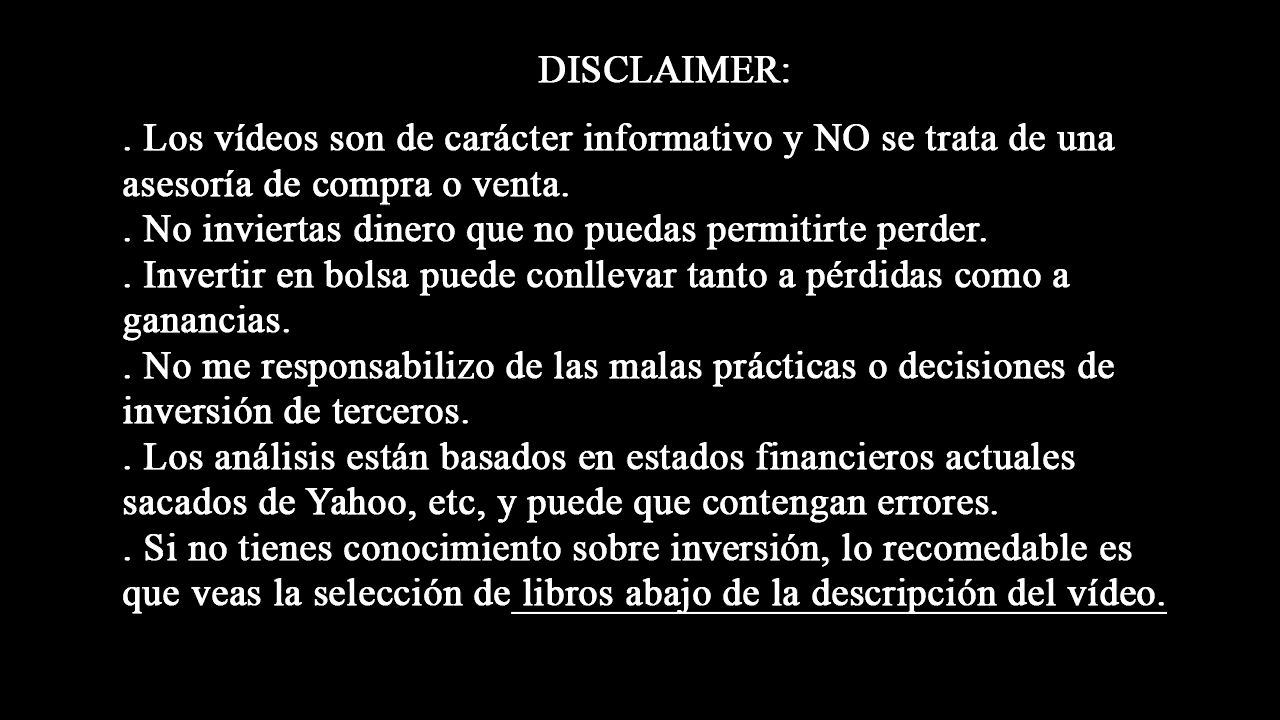 DISCLAIMER:
. Los vídeos son de carácter informativo y NO se trata de una
asesoría de compra o venta.
. No inviertas dinero que no puedas permitirte perder.
. Invertir en bolsa puede conllevar tanto a pérdidas como a
ganancias.
. No me responsabilizo de las malas prácticas o decisiones de
inversión de terceros.
. Los análisis están basados en estados financieros actuales
sacados de Yahoo, etc, y puede que contengan errores.
. Si no tienes conocimiento sobre inversión, lo recomedable es
que veas la selección de libros abajo de la descripción del vídeo.